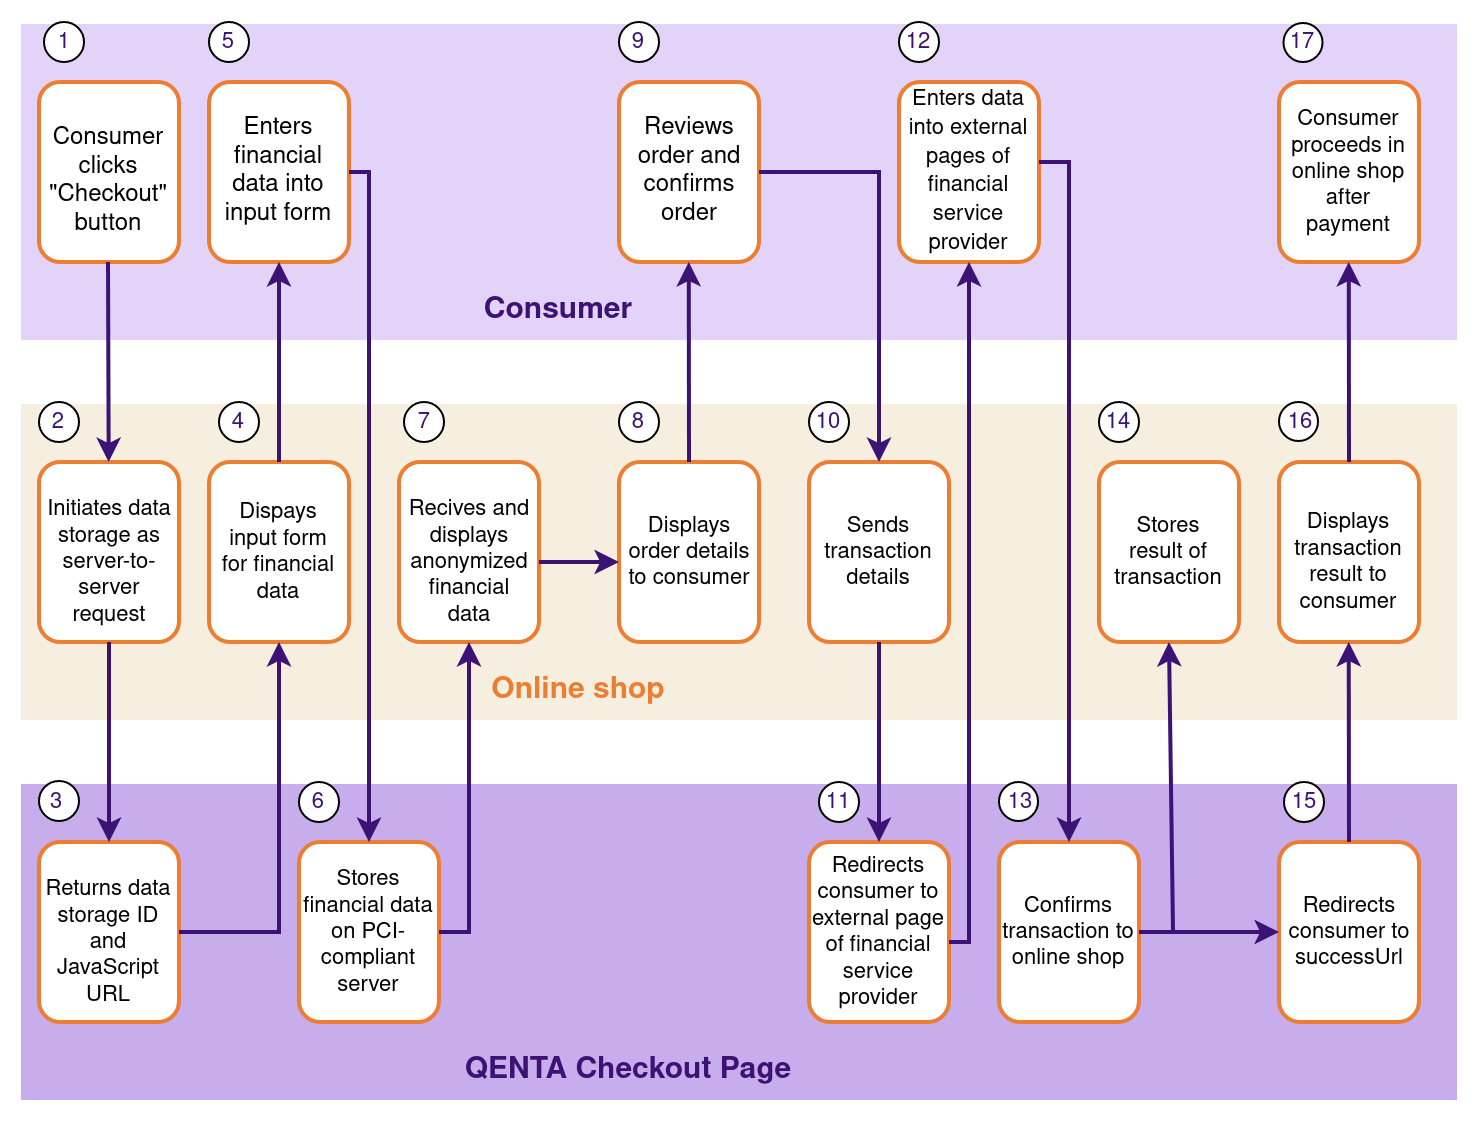 1
Consumer
clicks
"Checkout"
button
5
Enters
financial
data into
input form
9
Reviews
order and
confirms
order
12
Enters data
into external
pages of
financial
service
provider
17
Consumer
proceeds in
online shop
after
payment
Consumer
2
Initiates data
storage as
server-to-
server
request
4
Dispays
input form
for financial
data
7
Recives and
displays
anonymized
financial
data
8
Displays
order details
to consumer
10
Sends
transaction
details
14
Stores
result of
transaction
16
Displays
transaction
result to
consumer
Online shop
3
Returns data
storage ID
and
JavaScript
URL
6
Stores
financial data
on PCI-
compliant
server
11
Redirects
consumer to
external page
of financial
service
provider
13
Confirms
transaction to
online shop
15
Redirects
consumer to
successUrl
QENTA Checkout Page